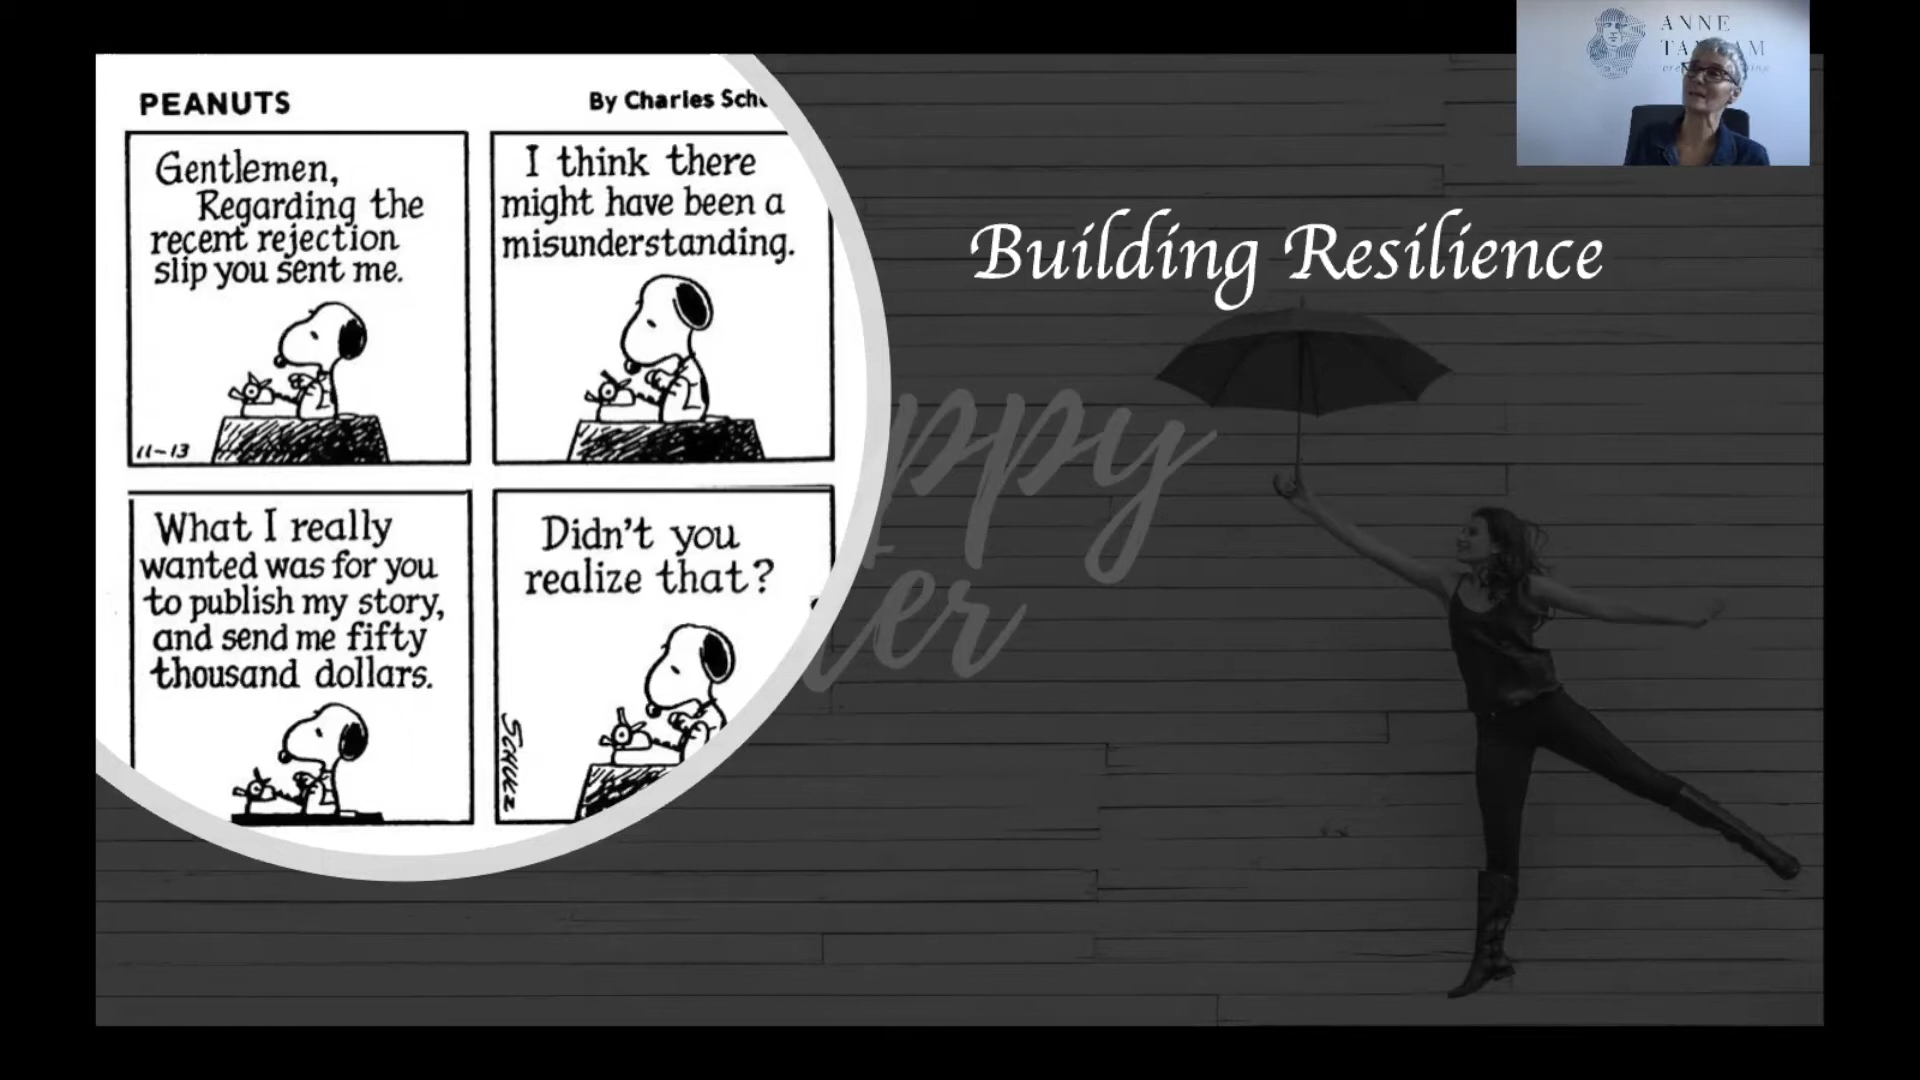 PEANUTS
By Charles
Gentlemen,
Regarding the
recent rejection
slip you sent me.
11-13
I think there
might have been a
misunderstanding.
What I really
wanted was for you
to publish my story,
and send me fifty
thousand dollars.
Didn't you
realize that?
SCHULZ
Building Resilience
ANNE